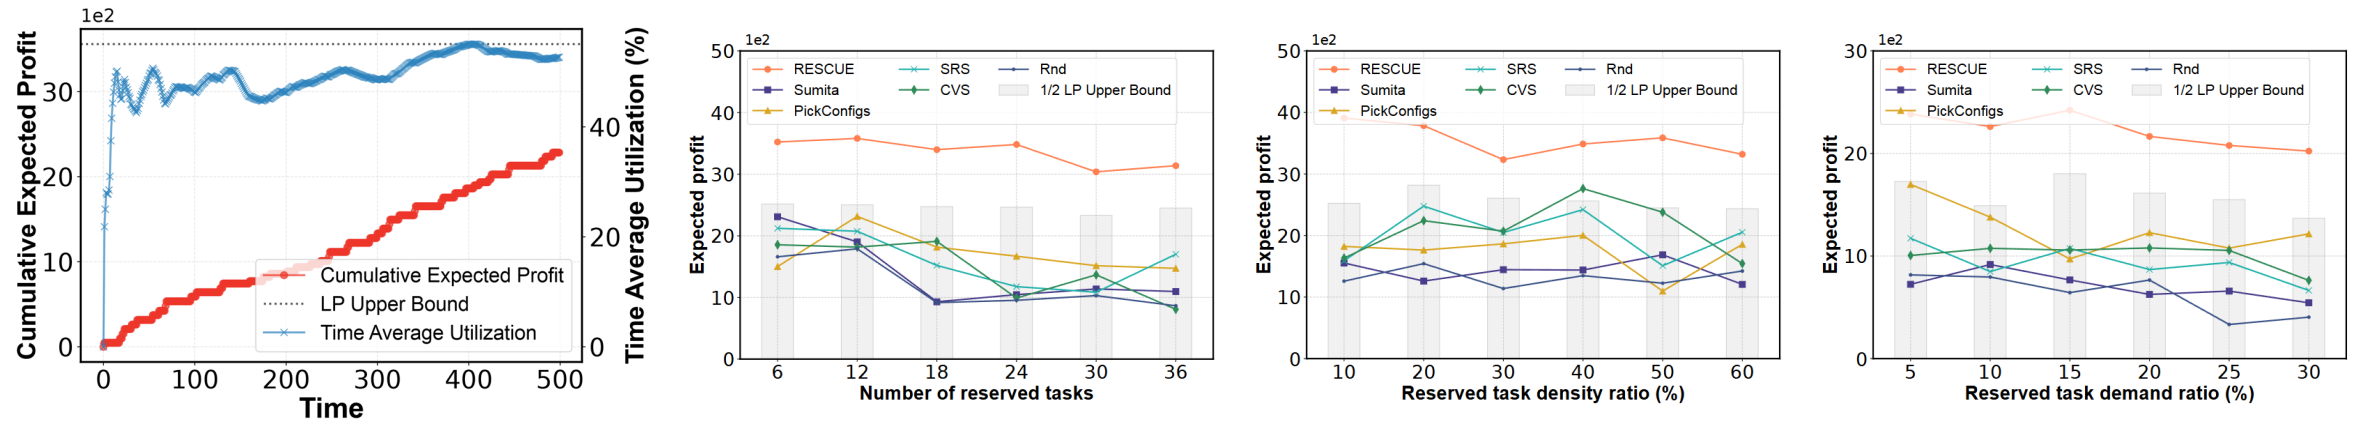 1e2
Cumulative Expected Profit
30
20
10
0
40
20
0
Time Average Utilization (%)
Cumulative Expected Profit
LP Upper Bound
Time Average Utilization
0 100 200 300 400 500
Time
1e2
Expected profit
50
40
30
20
10
0
RESCUE SRS Rnd
Sumita CVS 1/2 LP Upper Bound
PickConfigs
6 12 18 24 30 36
Number of reserved tasks
1e2
Expected profit
50
40
30
20
10
0
RESCUE SRS Rnd
Sumita CVS 1/2 LP Upper Bound
PickConfigs
10 20 30 40 50 60
Reserved task density ratio (%)
1e2
Expected profit
30
20
10
0
RESCUE SRS Rnd
Sumita CVS 1/2 LP Upper Bound
PickConfigs
5 10 15 20 25 30
Reserved task demand ratio (%)